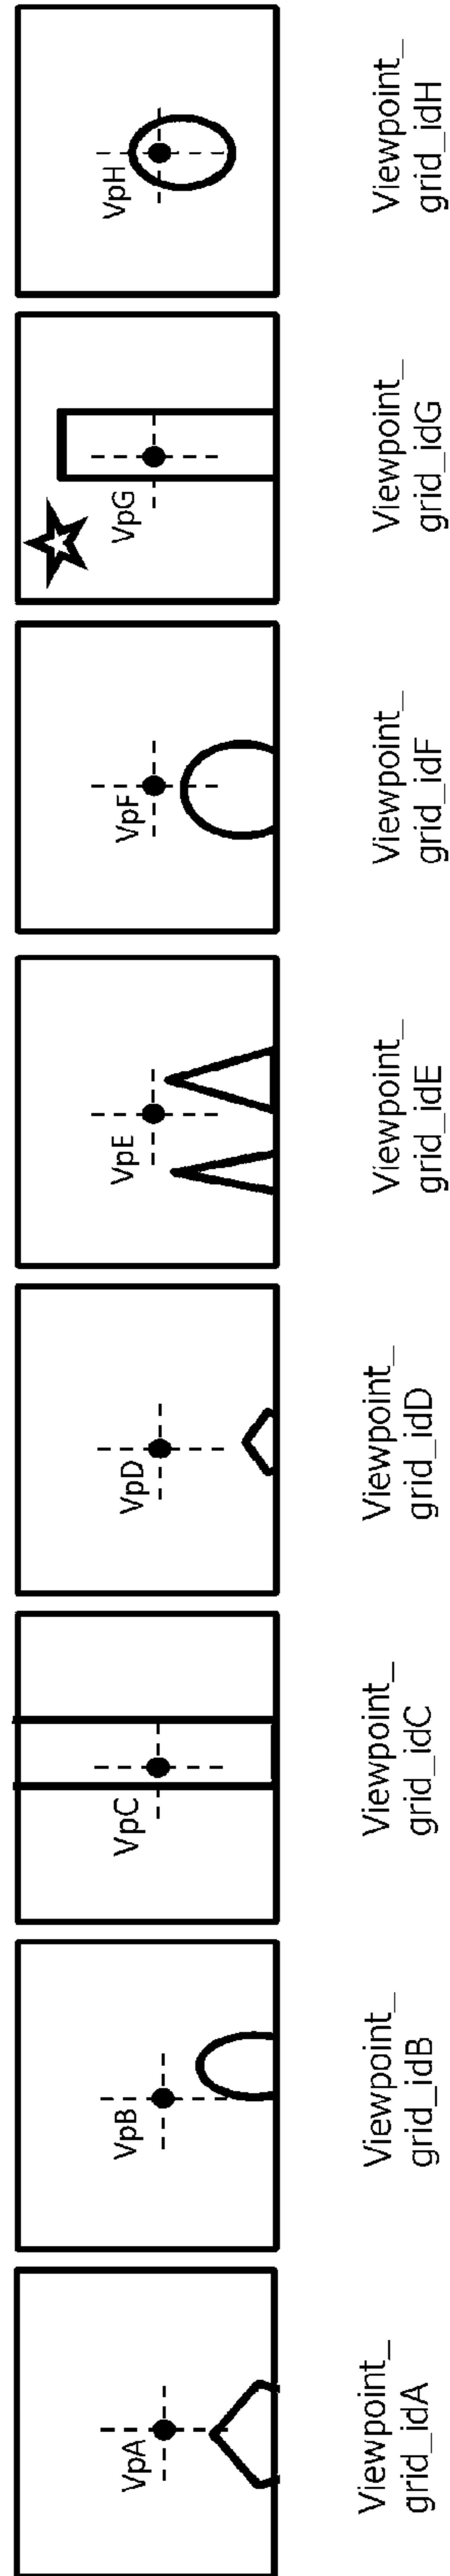 VpA
Viewpoint_
grid_idA
VpB
Viewpoint_
grid_idB
VpC
Viewpoint_
grid_idC
VpD
Viewpoint_
grid_idD
VpE
Viewpoint_
grid_idE
VpF
Viewpoint_
grid_idF
VpG
Viewpoint_
grid_idG
VpH
Viewpoint_
grid_idH